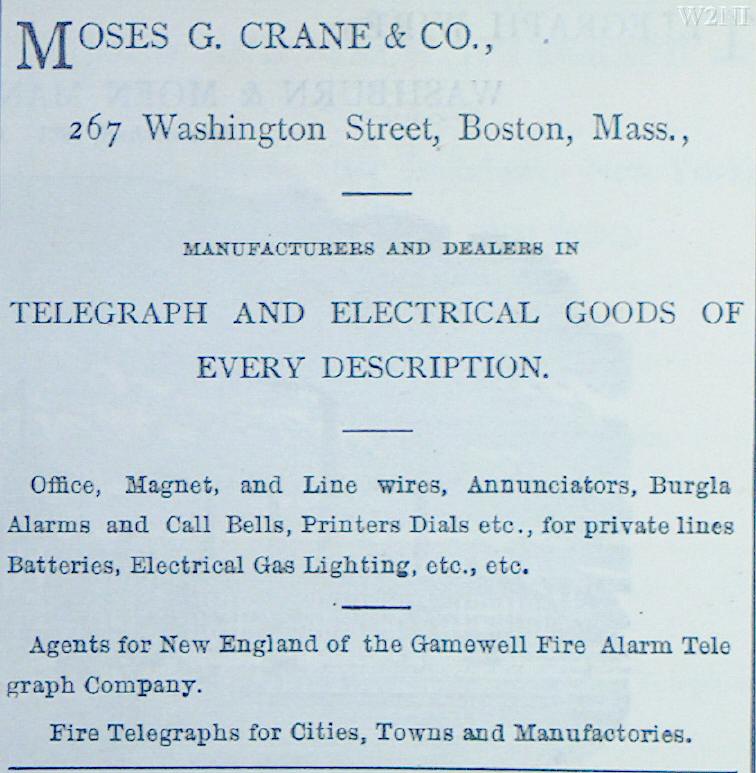 W2NI
MOSES G. CRANE & CO.,
267 Washington Street, Boston, Mass.,
MANUFACTURERS AND DEALERS IN
TELEGRAPH AND ELECTRICAL GOODS OF
EVERY DESCRIPTION.
Office, Magnet, and Line wires, Annunciators, Burgla
Alarms and Call Bells, Printers Dials etc., for private lines
Batteries, Electrical Gas Lighting, etc., etc.
Agents for New England of the Gamewell Fire Alarm Tele
graph Company.
Fire Telegraphs for Cities, Towns and Manufactories.